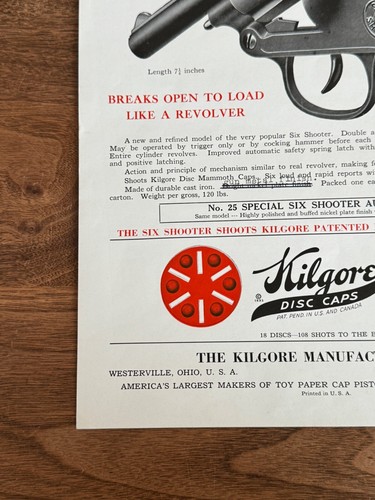 Length 7½ inches
BREAKS OPEN TO LOAD
LIKE A REVOLVER
A new and refined model of the very popular Six Shooter. Double a
May be operated by trigger only or by cocking hammer before each
Entire cylinder revolves. Improved automatic safety spring latch with
and positive latching.
Action and principle of mechanism similar to real revolver, making fo
Shoots Kilgore Disc Mammoth Caps. Six loud and rapid reports wi
Gun Metal Finish.
Made of durable cast iron. Packed one ea
carton. Weight per gross, 120 lbs.
No. 25 SPECIAL SIX SHOOTER AU
Same model — Highly polished and buffed nickel plate finish
THE SIX SHOOTER SHOOTS KILGORE PATENTED
Kilgore
DISC CAPS
PAT. PEND. IN U.S. AND CANADA
18 DISCS—108 SHOTS TO THE B
THE KILGORE MANUFAC
WESTERVILLE, OHIO, U. S. A.
AMERICA'S LARGEST MAKERS OF TOY PAPER CAP PISTO
Printed in U. S. A.